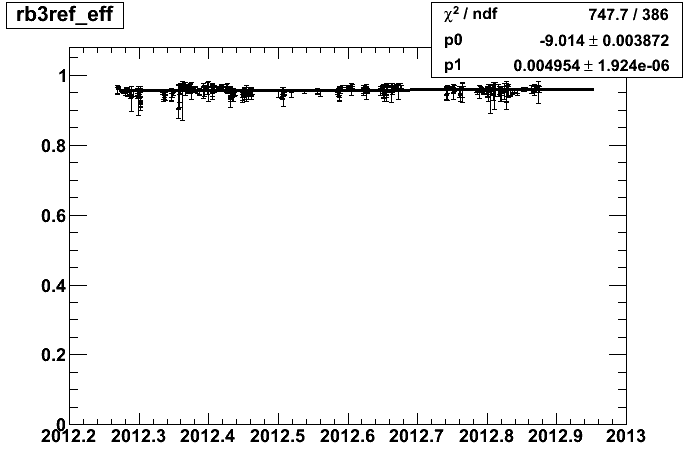 rb3ref_eff
χ² / ndf 747.7 / 386
p0 -9.014 ± 0.003872
p1 0.004954 ± 1.924e-06
1
0.8
0.6
0.4
0.2
0
2012.2 2012.3 2012.4 2012.5 2012.6 2012.7 2012.8 2012.9 2013